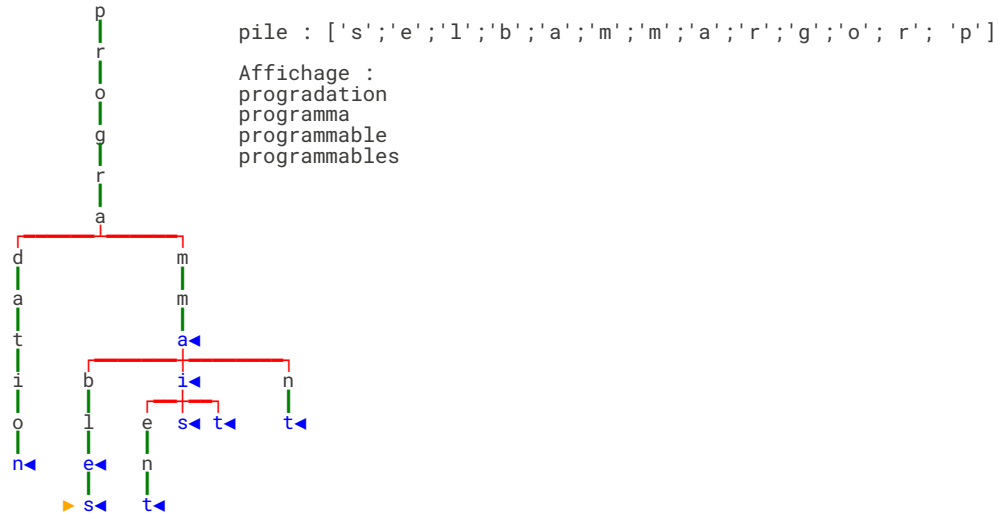 p
pile : ['s';'e';'l';'b';'a';'m';'m';'a';'r';'g';'o'; r'; 'p']
r
Affichage :
o progradation
programma
g programmable
programmables
r
a
d m
a m
t a◄
i b i◄ n
o l e s◄ t◄ t◄
n◄ e◄ n
► s◄ t◄